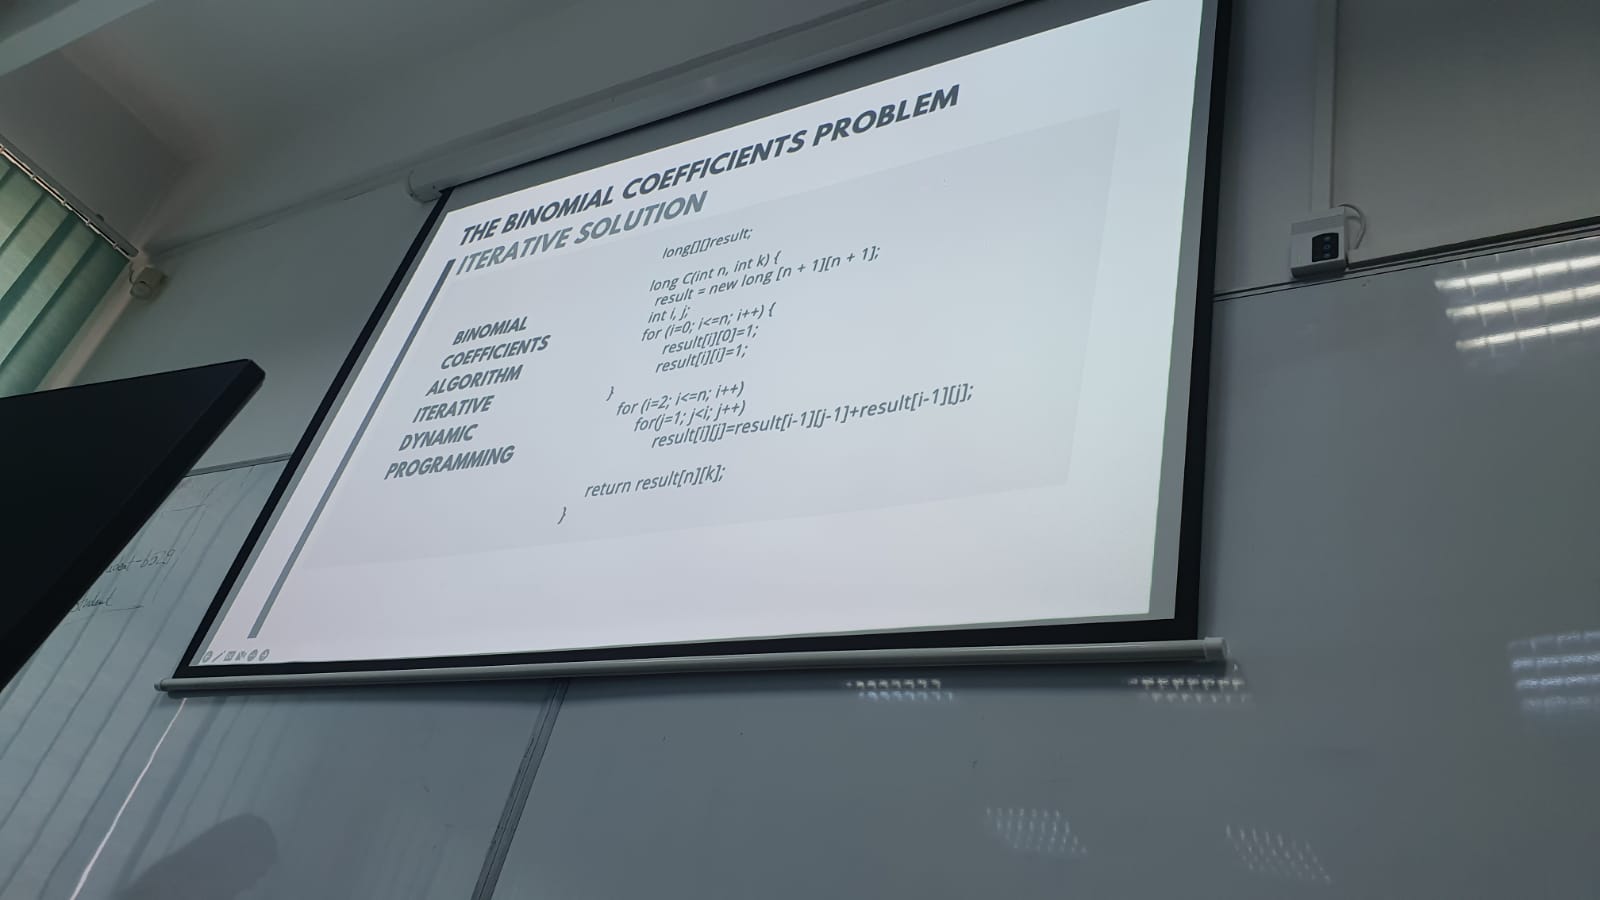 THE BINOMIAL COEFFICIENTS PROBLEM
ITERATIVE SOLUTION
BINOMIAL
COEFFICIENTS
ALGORITHM
ITERATIVE
DYNAMIC
PROGRAMMING
long[][]result;
long C(int n, int k) {
result = new long [n + 1][n + 1];
int i, j;
for (i=0; i<=n; i++) {
result[i][0]=1;
result[i][i]=1;
}
for (i=2; i<=n; i++)
for(j=1; j<i; j++)
result[i][j]=result[i-1][j-1]+result[i-1][j];
return result[n][k];
}